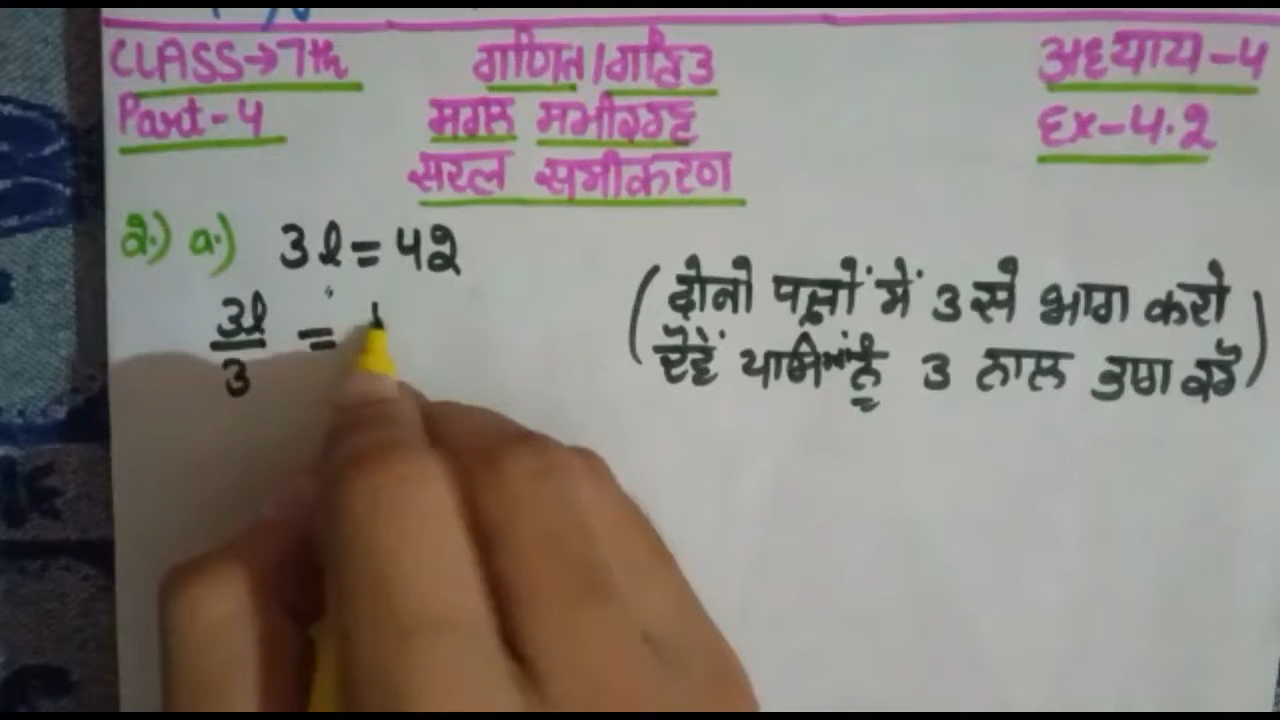 CLASS→7th
Part-4
गणित/ਗਣਿਤ
ਸਰਲ ਸਮੀਕਰਣ
सरल समीकरण
अध्याय-4
Ex-4.2
2.) a.) 3l = 42
3l/3 =
(दोनो पक्षों में 3 से भाग करो
ਦੋਵੇਂ ਪਾਸਿਆਂ ਨੂੰ 3 ਨਾਲ ਭਾਗ ਕਰੋ)